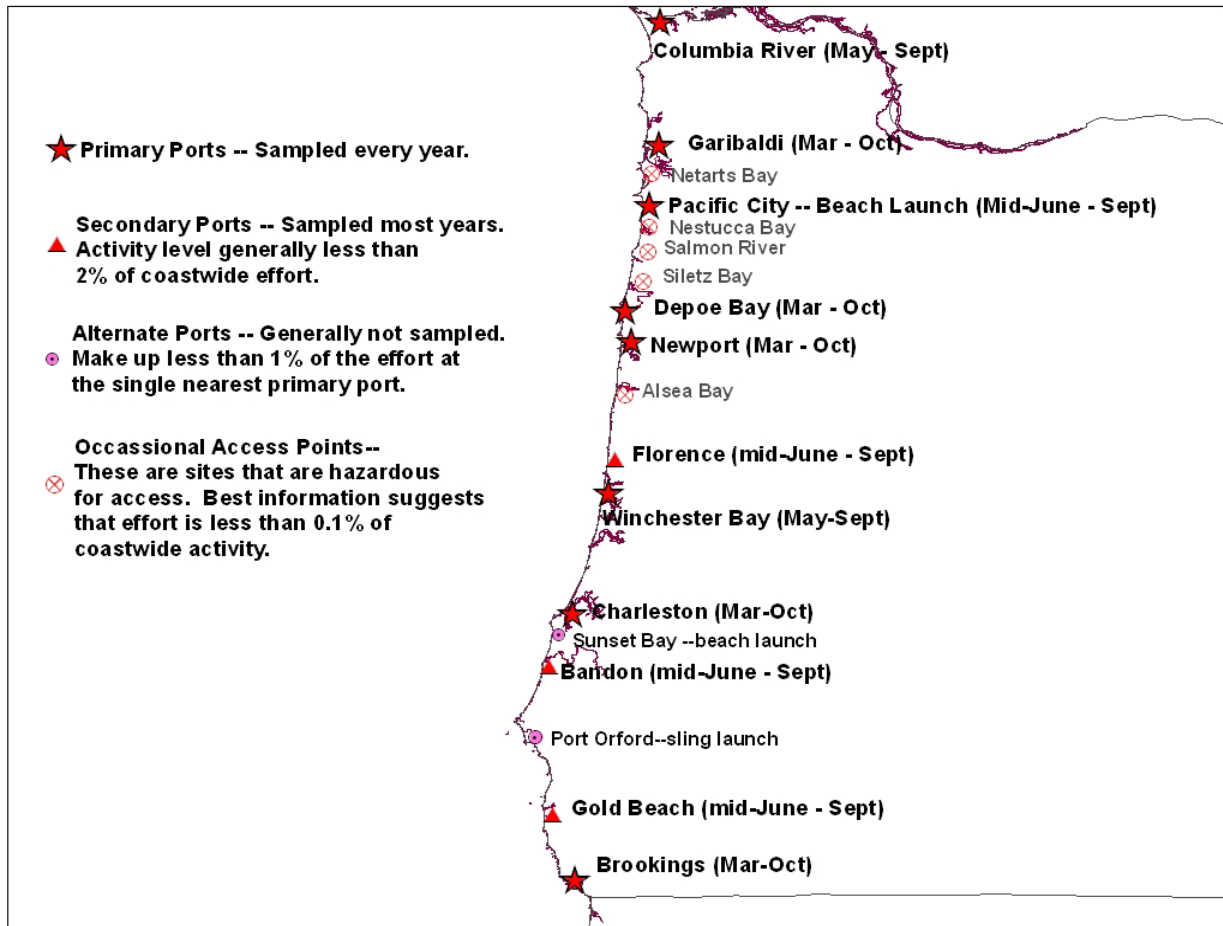 Columbia River (May - Sept)
Primary Ports -- Sampled every year.
Garibaldi (Mar - Oct)
Netarts Bay
Pacific City -- Beach Launch (Mid-June - Sept)
Secondary Ports -- Sampled most years.
Activity level generally less than
2% of coastwide effort.
Nestucca Bay
Salmon River
Siletz Bay
Depoe Bay (Mar - Oct)
Alternate Ports -- Generally not sampled.
Make up less than 1% of the effort at
the single nearest primary port.
Newport (Mar - Oct)
Alsea Bay
Occassional Access Points--
These are sites that are hazardous
for access. Best information suggests
that effort is less than 0.1% of
coastwide activity.
Florence (mid-June - Sept)
Winchester Bay (May-Sept)
Charleston (Mar-Oct)
Sunset Bay --beach launch
Bandon (mid-June - Sept)
Port Orford--sling launch
Gold Beach (mid-June - Sept)
Brookings (Mar-Oct)